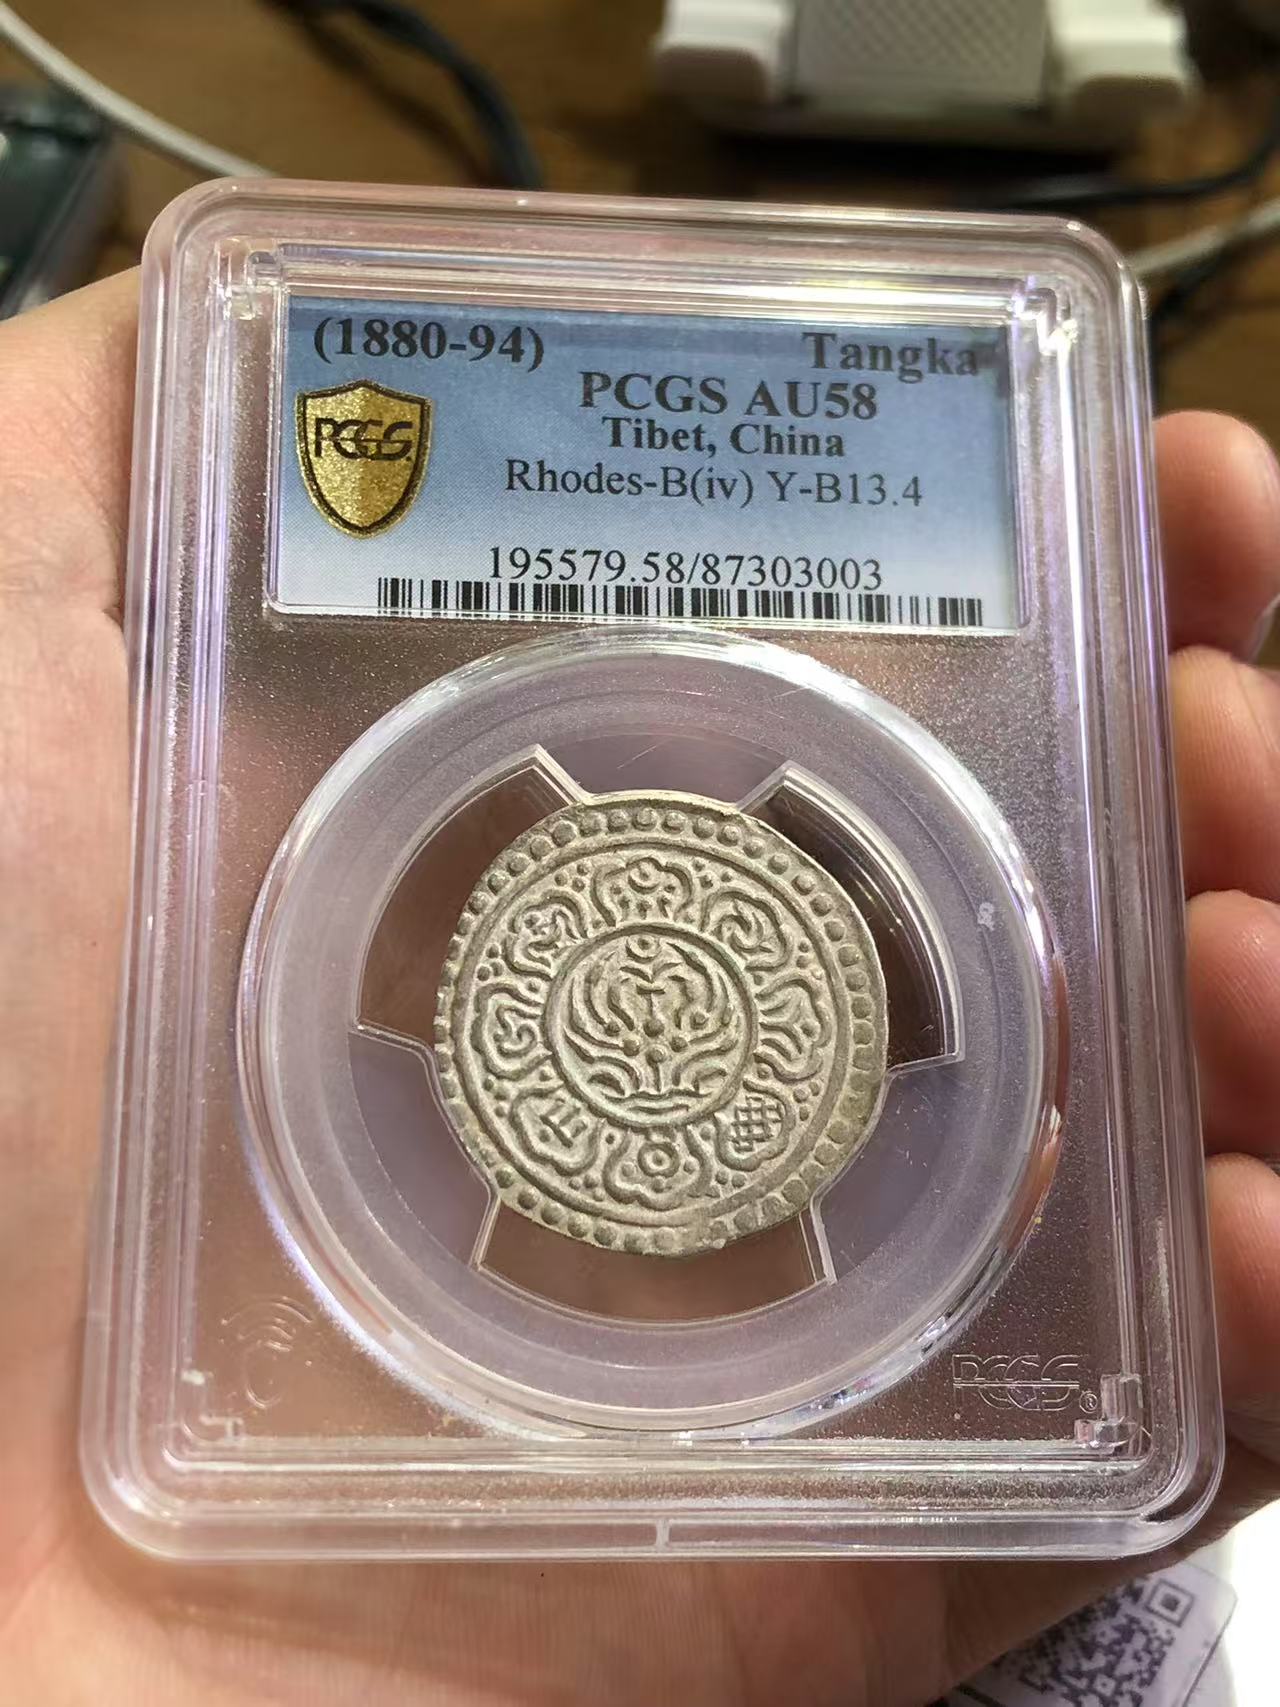 (1880-94) Tangka
PCGS AU58
PCGS
Tibet, China
Rhodes-B(iv) Y-B13.4
195579.58/87303003
PCGS®